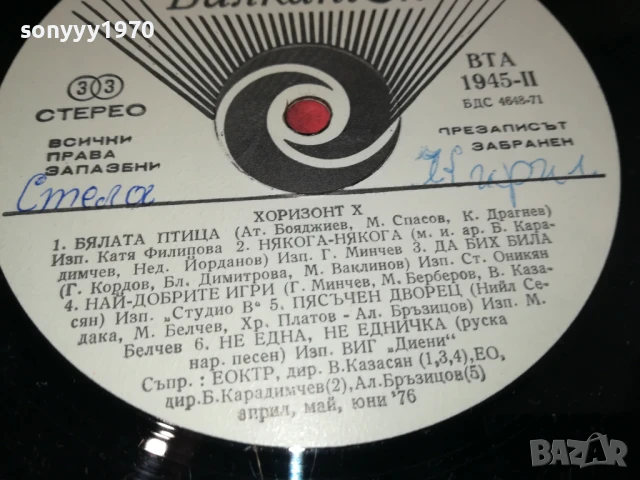 sonyyy1970
Балкантон
33
СТЕРЕО
ВСИЧКИ
ПРАВА
ЗАПАЗЕНИ
ВТА
1945-II
БДС 4648-71
ПРЕЗАПИСЪТ
ЗАБРАНЕН
Стела
Кирил
ХОРИЗОНТ X
1. БЯЛАТА ПТИЦА (Ат. Бояджиев, М. Спасов, К. Драгнев)
Изп. Катя Филипова 2. НЯКОГА-НЯКОГА (м. и ар. Б. Кара-
димчев, Нед. Йорданов) Изп. Г. Минчев 3. ДА БИХ БИЛА
(Г. Кордов, Бл. Димитрова, М. Ваклинов) Изп. Ст. Оникян
4. НАЙ-ДОБРИТЕ ИГРИ (Г. Минчев, М. Берберов, В. Каза-
сян) Изп. „Студио В" 5. ПЯСЪЧЕН ДВОРЕЦ (Нийл Се-
дака, М. Белчев, Хр. Платов - Ал. Бръзицов) Изп. М.
Белчев 6. НЕ ЕДНА, НЕ ЕДНИЧКА (руска
нар. песен) Изп. ВИГ „Диени"
Съпр.: ЕОКТР, дир. В. Казасян (1,3,4), ЕО,
дир. Б. Карадимчев(2), Ал. Бръзицов(5)
април, май, юни '76
BAZAR